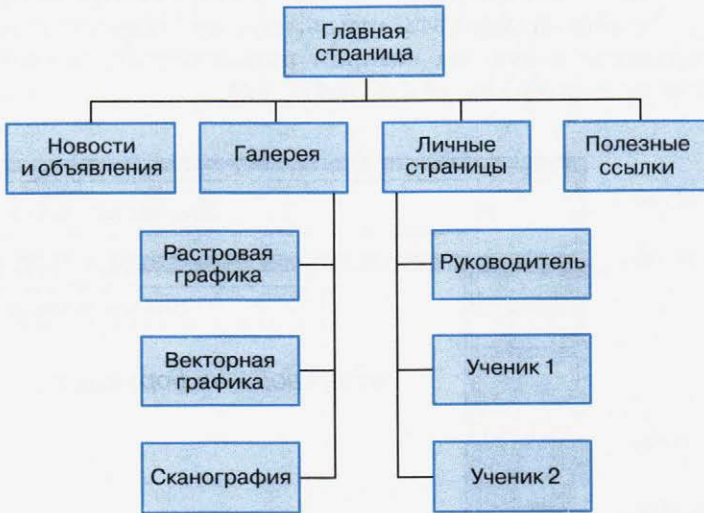 Главная
страница
Новости
и объявления
Галерея
Личные
страницы
Полезные
ссылки
Растровая
графика
Руководитель
Векторная
графика
Ученик 1
Сканография
Ученик 2